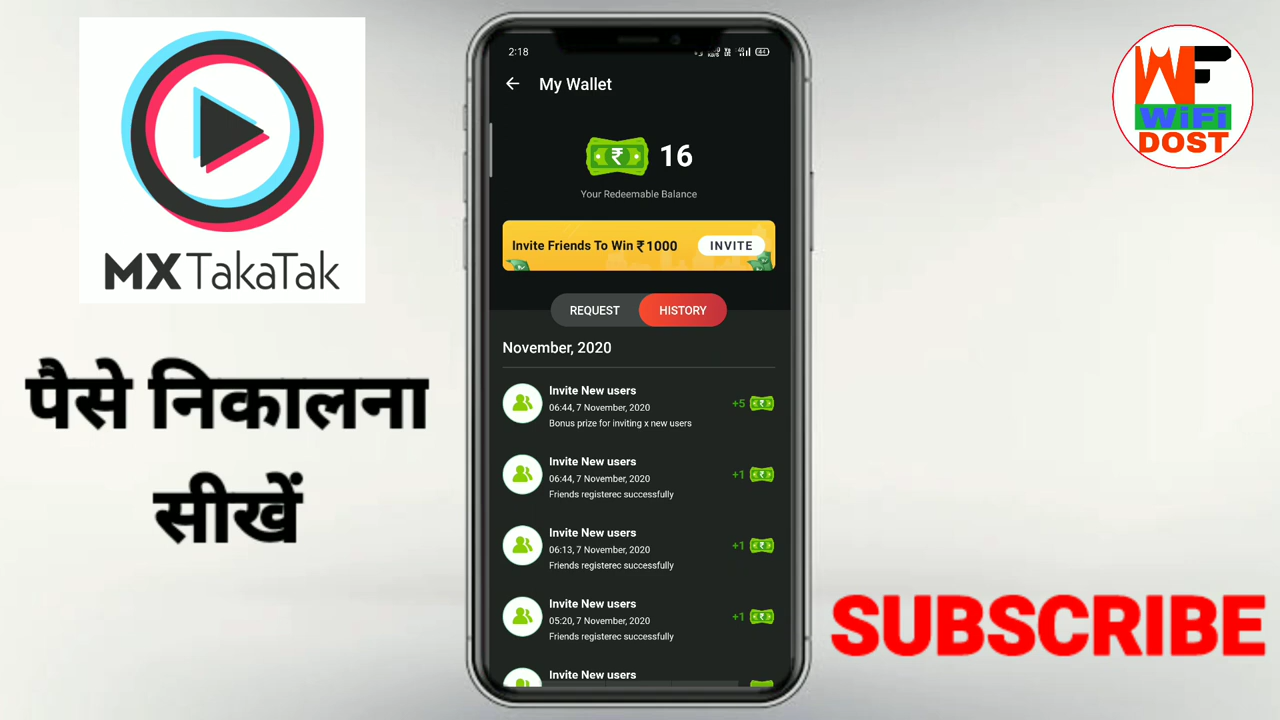 MXTakaTak
पैसे निकालना
सीखें
2:18
My Wallet
₹ 16
Your Redeemable Balance
Invite Friends To Win ₹1000
INVITE
REQUEST
HISTORY
November, 2020
Invite New users
06:44, 7 November, 2020
Bonus prize for inviting x new users
+5 ₹
Invite New users
06:44, 7 November, 2020
Friends registerec successfully
+1 ₹
Invite New users
06:13, 7 November, 2020
Friends registerec successfully
+1 ₹
Invite New users
05:20, 7 November, 2020
Friends registerec successfully
+1 ₹
Invite New users
WF
WiFi
DOST
SUBSCRIBE